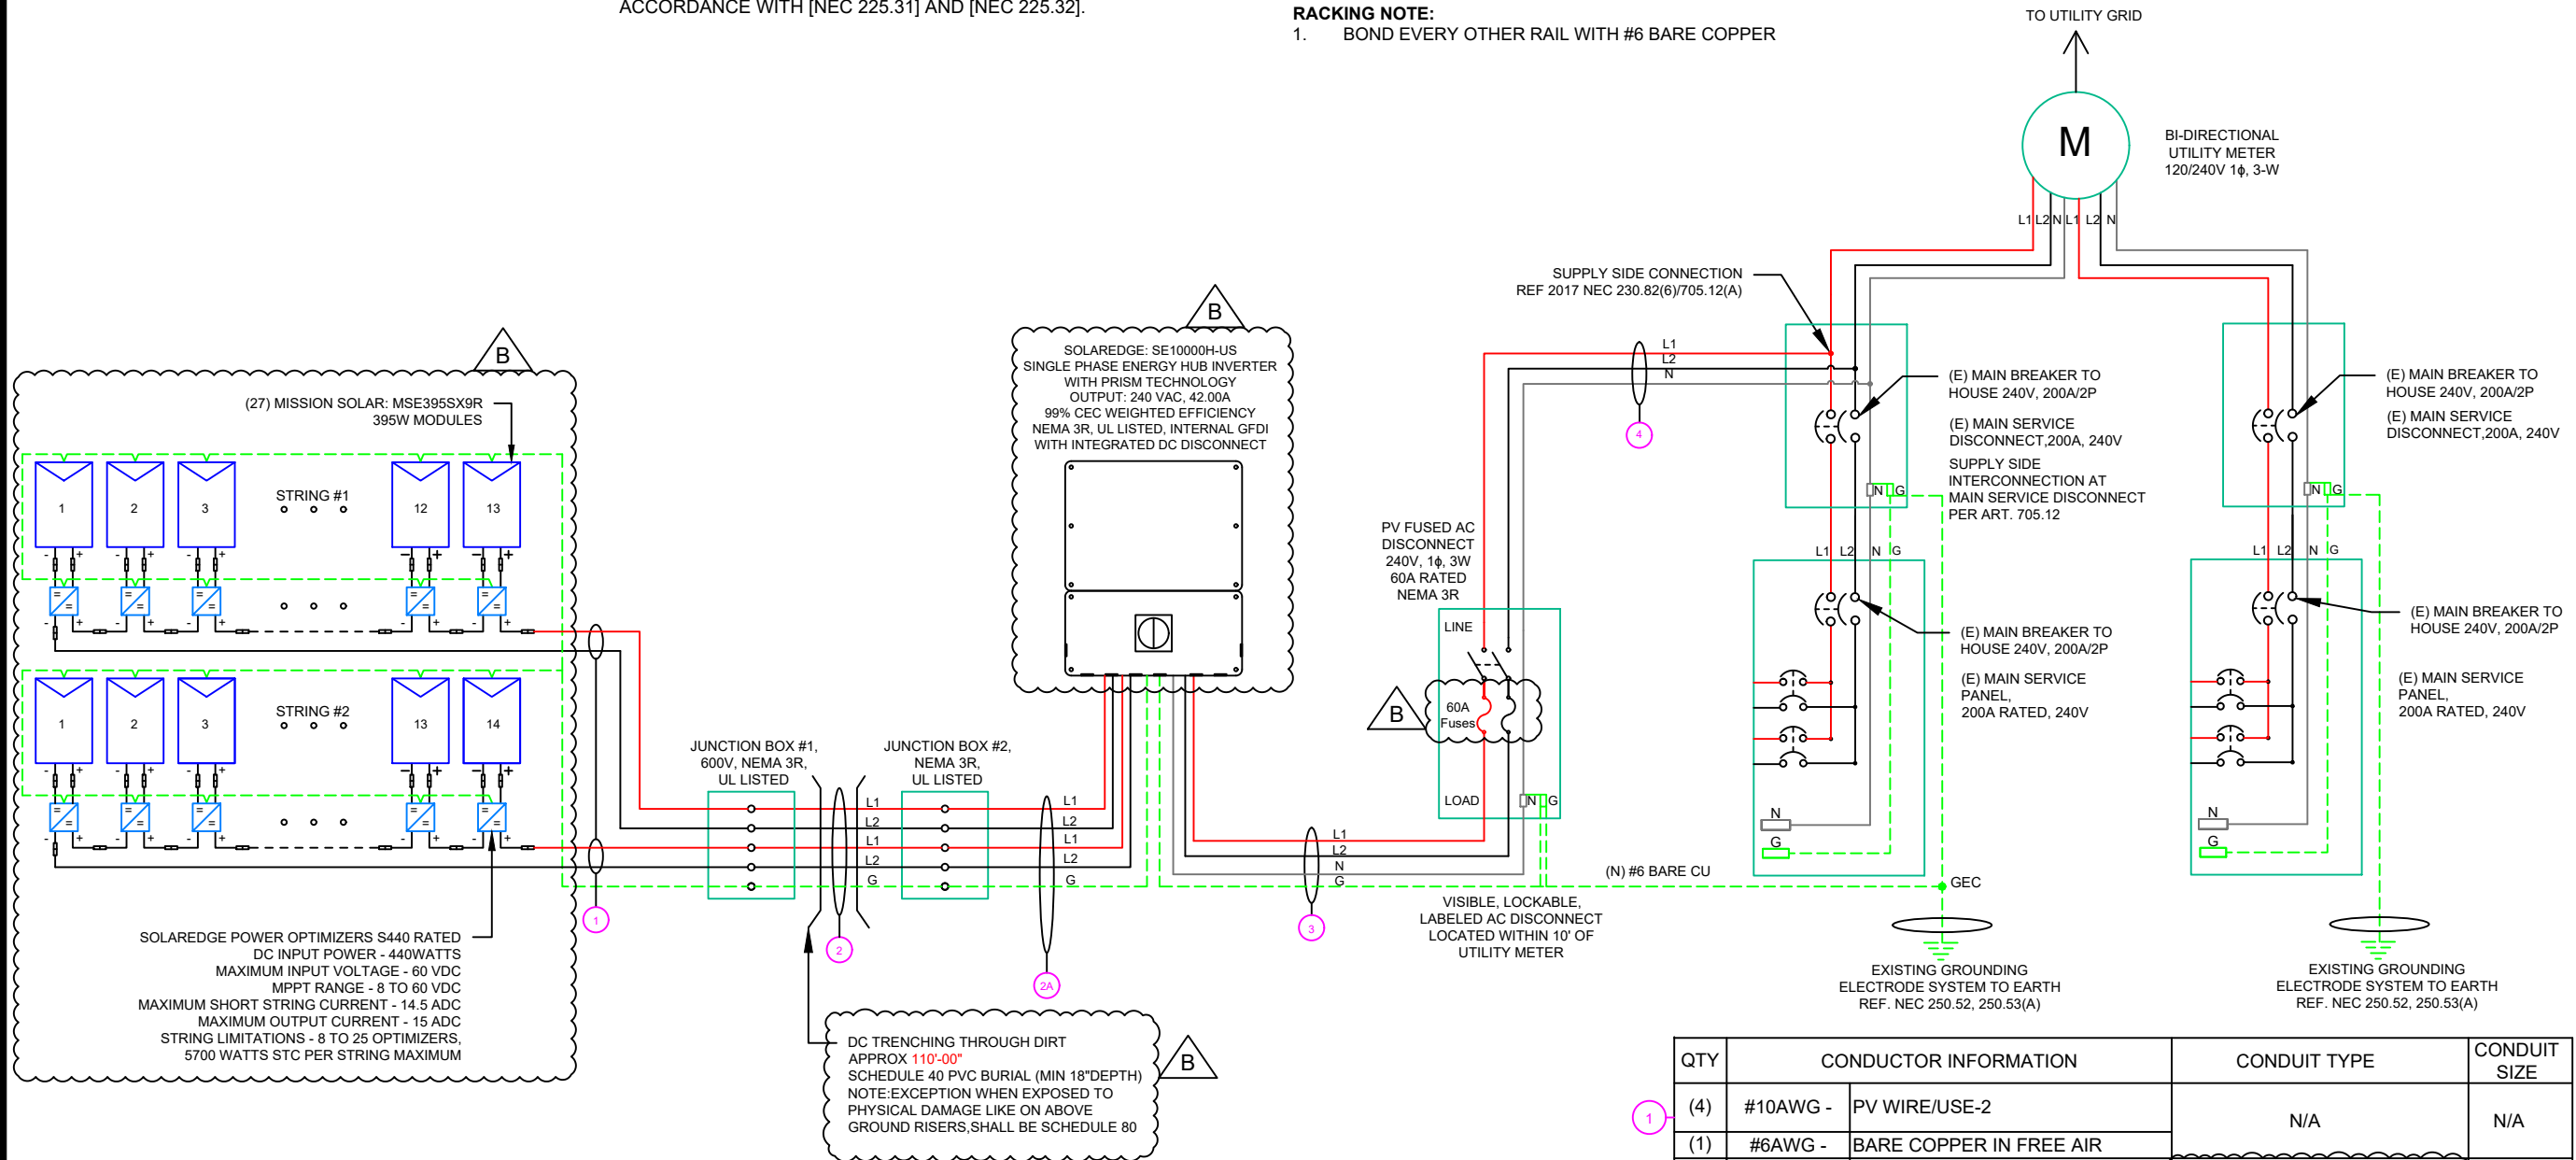 ACCORDANCE WITH [NEC 225.31] AND [NEC 225.32].
RACKING NOTE:
1. BOND EVERY OTHER RAIL WITH #6 BARE COPPER
TO UTILITY GRID
M
BI-DIRECTIONAL
UTILITY METER
120/240V 1ϕ, 3-W
L1 L2 N L1 L2 N
SUPPLY SIDE CONNECTION
REF 2017 NEC 230.82(6)/705.12(A)
B
(27) MISSION SOLAR: MSE395SX9R
395W MODULES
1 2 3 STRING #1 12 13
- + - + - + - + - +
= = = = = = = = = =
- + - + - + - + - +
1 2 3 STRING #2 13 14
- + - + - + - + - +
= = = = = = = = = =
- + - + - + - + - +
SOLAREDGE POWER OPTIMIZERS S440 RATED
DC INPUT POWER - 440WATTS
MAXIMUM INPUT VOLTAGE - 60 VDC
MPPT RANGE - 8 TO 60 VDC
MAXIMUM SHORT STRING CURRENT - 14.5 ADC
MAXIMUM OUTPUT CURRENT - 15 ADC
STRING LIMITATIONS - 8 TO 25 OPTIMIZERS,
5700 WATTS STC PER STRING MAXIMUM
1
JUNCTION BOX #1,
600V, NEMA 3R,
UL LISTED
L1
L2
L1
L2
G
2
JUNCTION BOX #2,
NEMA 3R,
UL LISTED
L1
L2
L1
L2
G
2A
DC TRENCHING THROUGH DIRT
APPROX 110'-00"
SCHEDULE 40 PVC BURIAL (MIN 18"DEPTH)
NOTE:EXCEPTION WHEN EXPOSED TO
PHYSICAL DAMAGE LIKE ON ABOVE
GROUND RISERS,SHALL BE SCHEDULE 80
B
B
SOLAREDGE: SE10000H-US
SINGLE PHASE ENERGY HUB INVERTER
WITH PRISM TECHNOLOGY
OUTPUT: 240 VAC, 42.00A
99% CEC WEIGHTED EFFICIENCY
NEMA 3R, UL LISTED, INTERNAL GFDI
WITH INTEGRATED DC DISCONNECT
L1
L2
N
G
3
PV FUSED AC
DISCONNECT
240V, 1ϕ, 3W
60A RATED
NEMA 3R
LINE
B
60A
Fuses
LOAD
N G
VISIBLE, LOCKABLE,
LABELED AC DISCONNECT
LOCATED WITHIN 10' OF
UTILITY METER
L1
L2
N
4
(N) #6 BARE CU
GEC
(E) MAIN BREAKER TO
HOUSE 240V, 200A/2P
(E) MAIN SERVICE
DISCONNECT,200A, 240V
SUPPLY SIDE
INTERCONNECTION AT
MAIN SERVICE DISCONNECT
PER ART. 705.12
N G
L1 L2 N G
(E) MAIN BREAKER TO
HOUSE 240V, 200A/2P
(E) MAIN SERVICE
PANEL,
200A RATED, 240V
N
G
EXISTING GROUNDING
ELECTRODE SYSTEM TO EARTH
REF. NEC 250.52, 250.53(A)
(E) MAIN BREAKER TO
HOUSE 240V, 200A/2P
(E) MAIN SERVICE
DISCONNECT,200A, 240V
N G
L1 L2 N G
(E) MAIN BREAKER TO
HOUSE 240V, 200A/2P
(E) MAIN SERVICE
PANEL,
200A RATED, 240V
N
G
EXISTING GROUNDING
ELECTRODE SYSTEM TO EARTH
REF. NEC 250.52, 250.53(A)
QTY CONDUCTOR INFORMATION CONDUIT TYPE CONDUIT
SIZE
1 (4) #10AWG - PV WIRE/USE-2 N/A N/A
(1) #6AWG - BARE COPPER IN FREE AIR